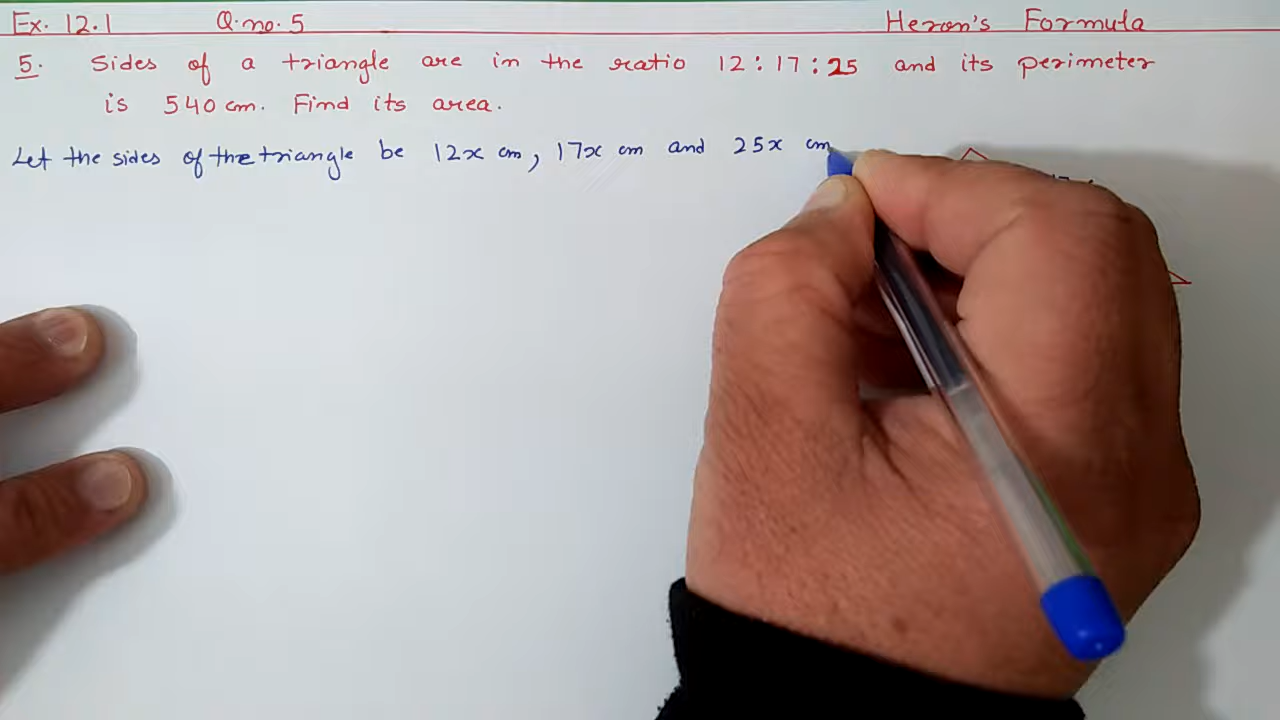 Ex. 12.1 Q.no. 5 Heron's Formula
5. Sides of a triangle are in the ratio 12 : 17 : 25 and its perimeter
is 540 cm. Find its area.
Let the sides of the triangle be 12x cm, 17x cm and 25x cm